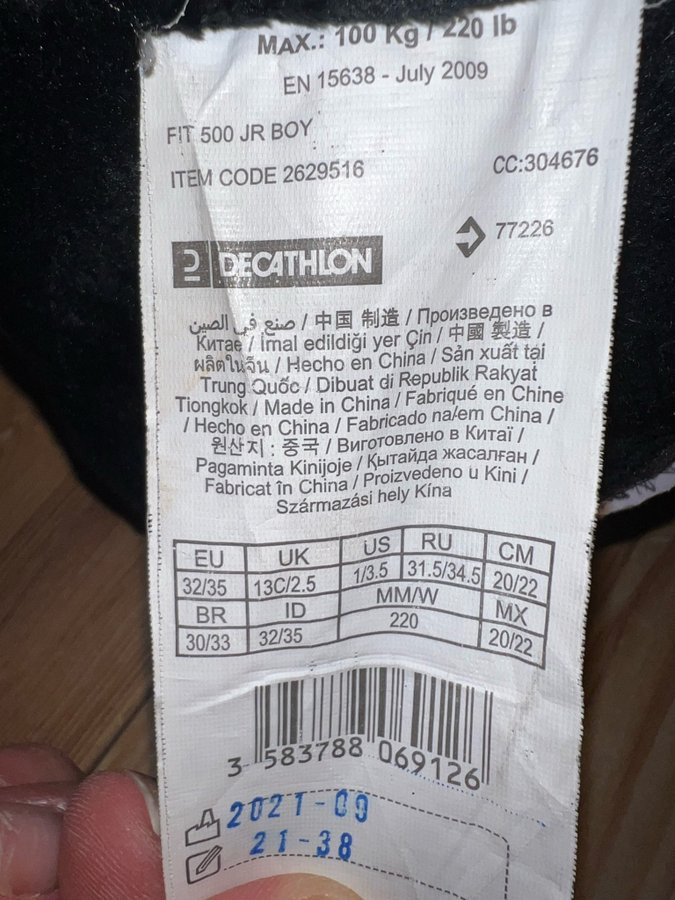 MAX.: 100 Kg / 220 lb
EN 15638 - July 2009
FIT 500 JR BOY
ITEM CODE 2629516 CC:304676
77226
DECATHLON
صنع في الصين / 中国 制造 / Произведено в
Китае / İmal edildiği yer Çin / 中國 製造 /
ผลิตในจีน / Hecho en China / Sản xuất tại
Trung Quốc / Dibuat di Republik Rakyat
Tiongkok / Made in China / Fabriqué en Chine
/ Hecho en China / Fabricado na/em China /
원산지 : 중국 / Виготовлено в Китаї /
Pagaminta Kinijoje / Қытайда жасалған /
Fabricat în China / Proizvedeno u Kini /
Származási hely Kína
EU UK US RU CM
32/35 13C/2.5 1/3.5 31.5/34.5 20/22
BR ID MM/W MX
30/33 32/35 220 20/22
3 583788 069126
2021-09
21-38